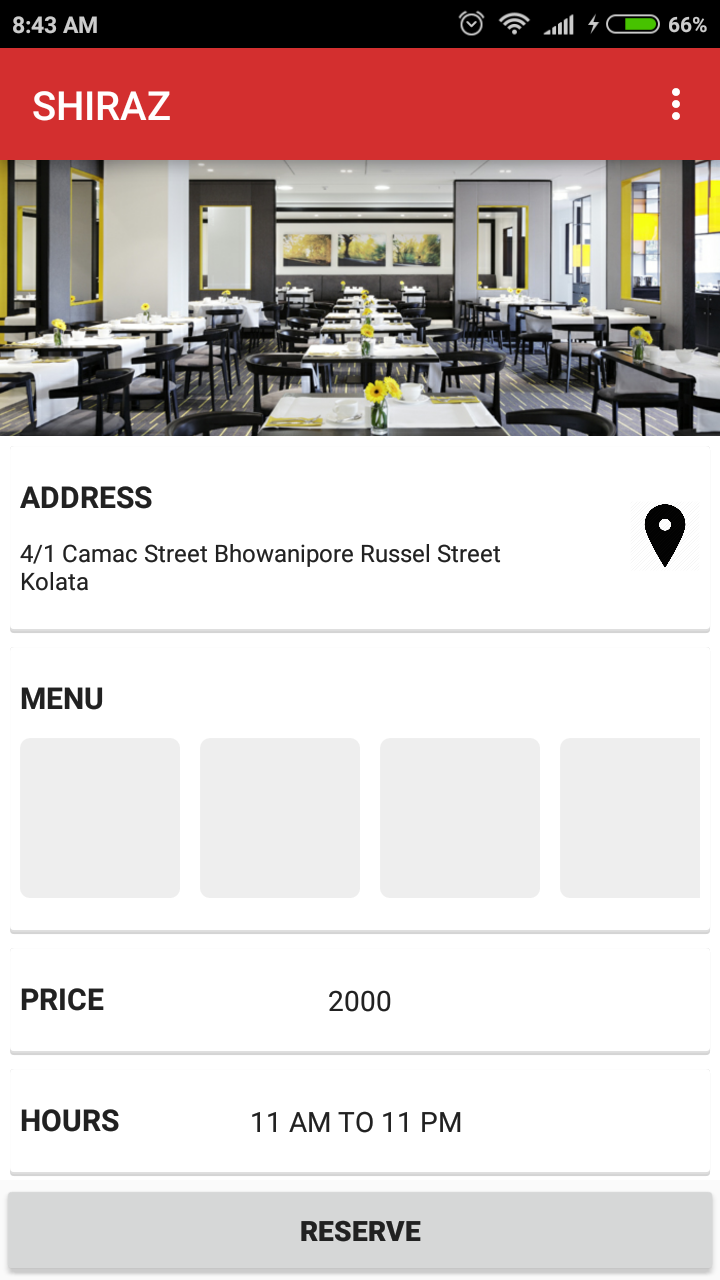 8:43 AM
66%
SHIRAZ
ADDRESS
4/1 Camac Street Bhowanipore Russel Street
Kolata
MENU
PRICE
2000
HOURS
11 AM TO 11 PM
RESERVE